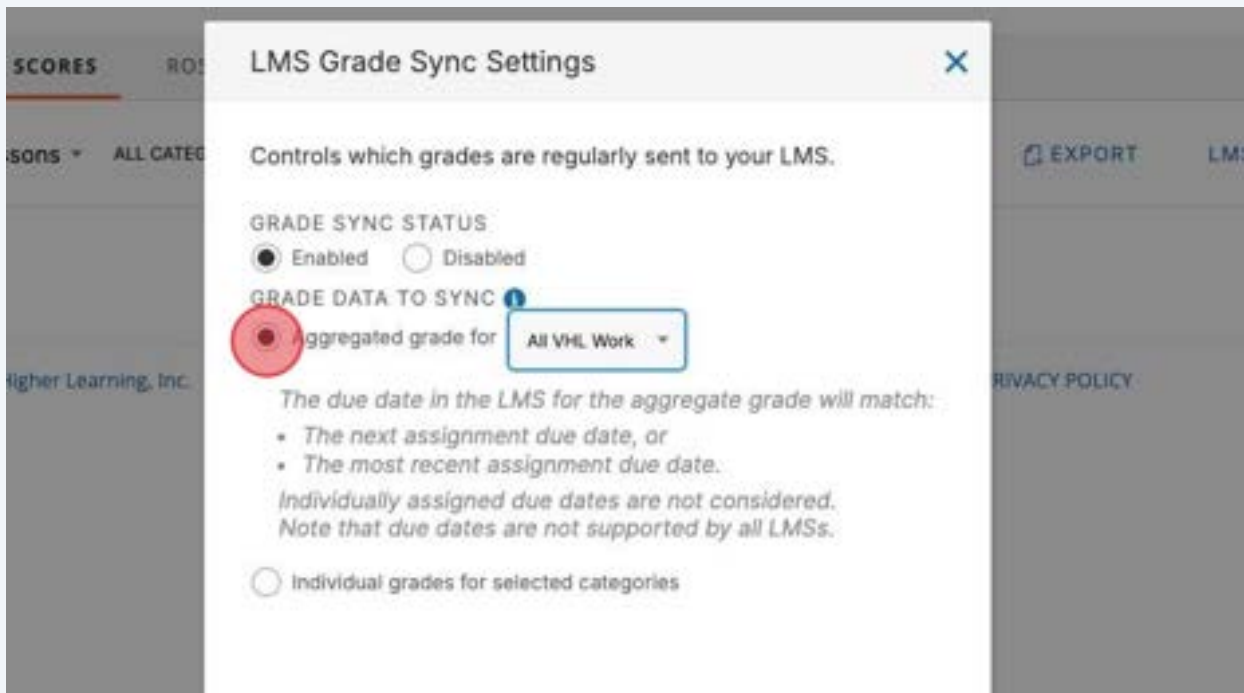 SCORES
LMS Grade Sync Settings
ALL CATEG
Controls which grades are regularly sent to your LMS.
EXPORT
LMS
GRADE SYNC STATUS
Enabled Disabled
GRADE DATA TO SYNC
Aggregated grade for All VHL Work
Higher Learning, Inc.
RIVACY POLICY
The due date in the LMS for the aggregate grade will match:
• The next assignment due date, or
• The most recent assignment due date.
Individually assigned due dates are not considered.
Note that due dates are not supported by all LMSs.
Individual grades for selected categories